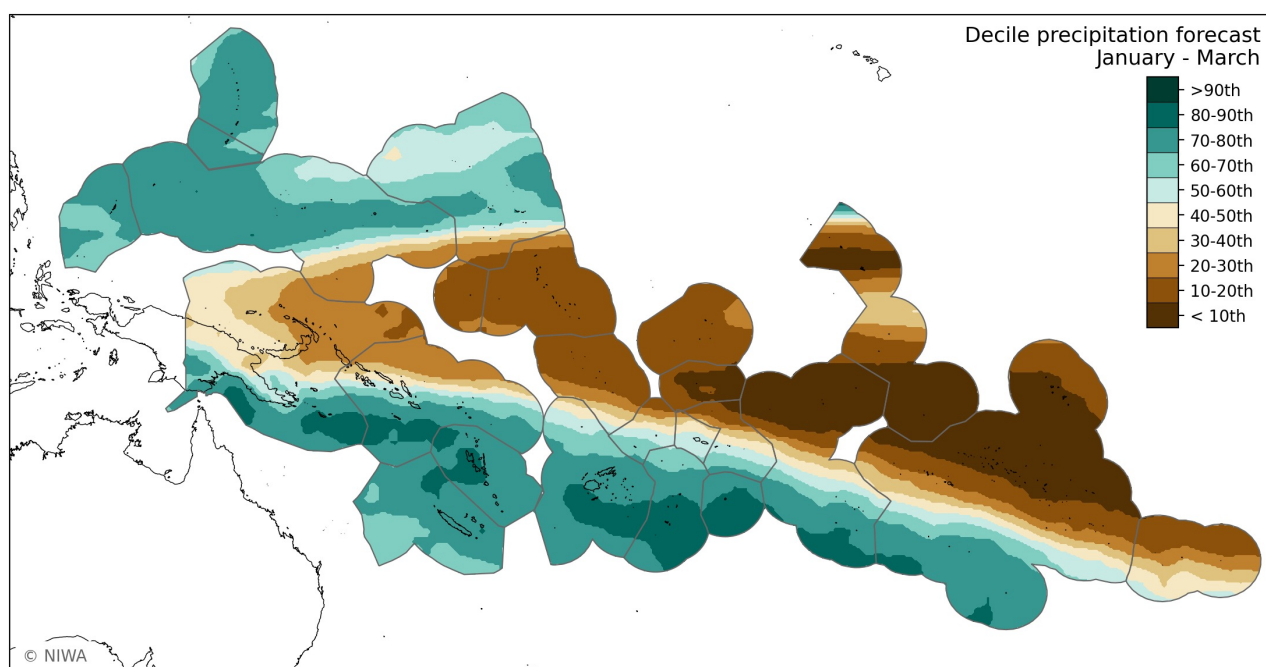 Decile precipitation forecast
January - March
>90th
80-90th
70-80th
60-70th
50-60th
40-50th
30-40th
20-30th
10-20th
< 10th
© NIWA